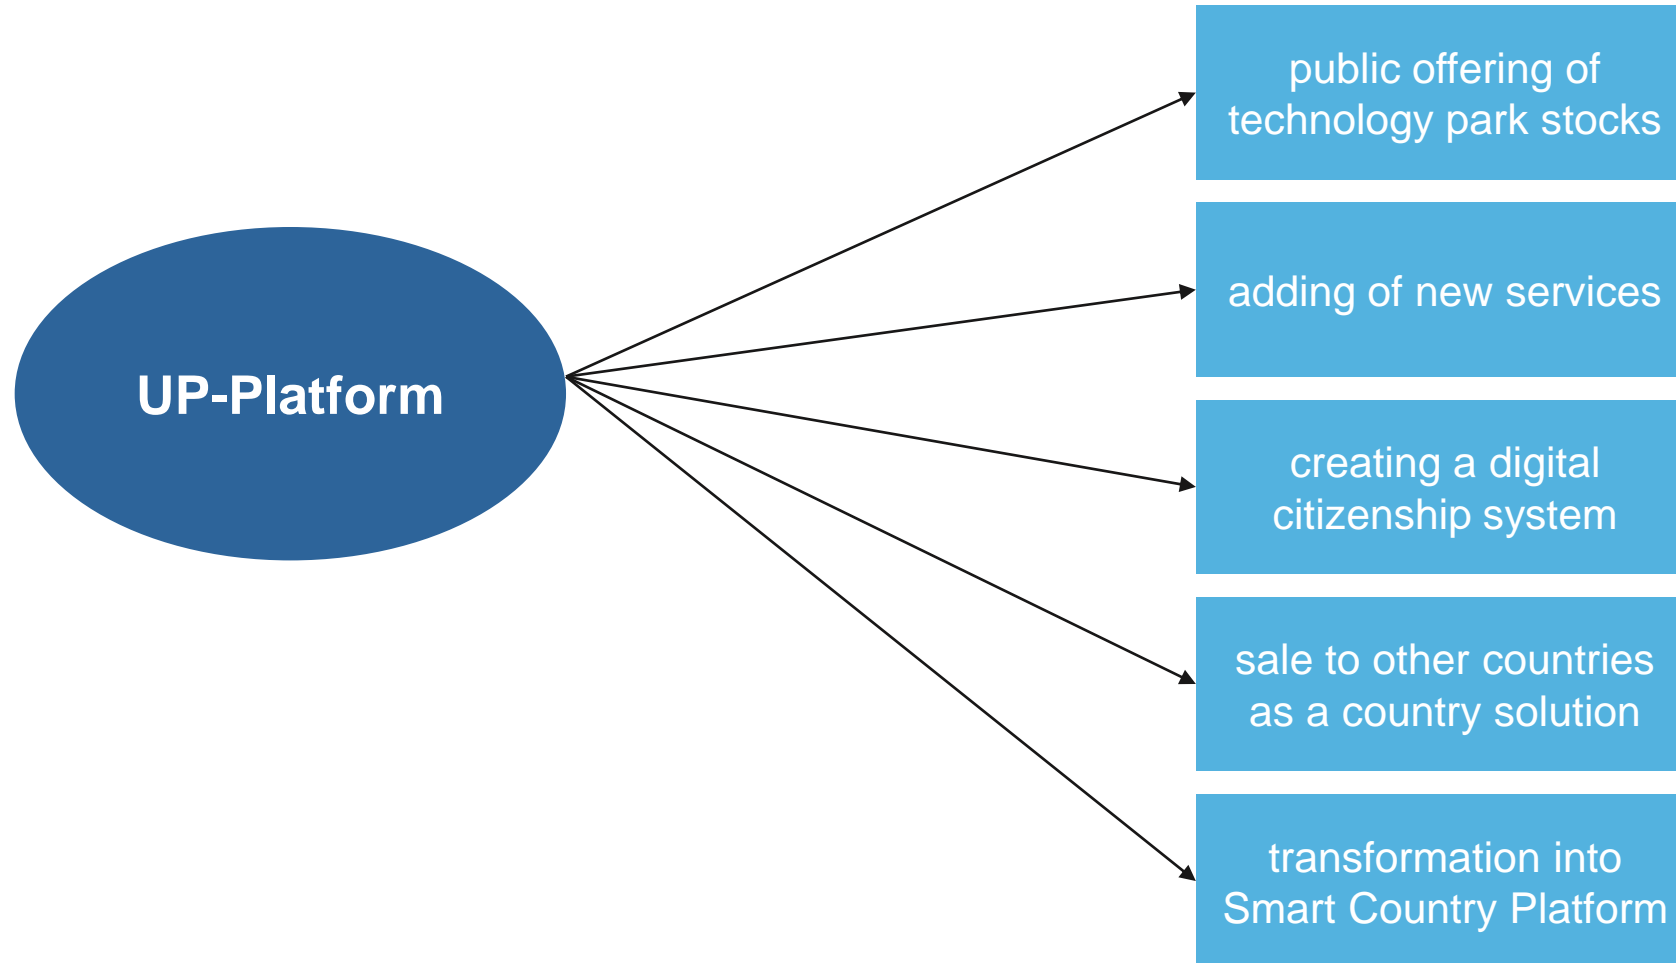 UP-Platform
public offering of
technology park stocks
adding of new services
creating a digital
citizenship system
sale to other countries
as a country solution
transformation into
Smart Country Platform